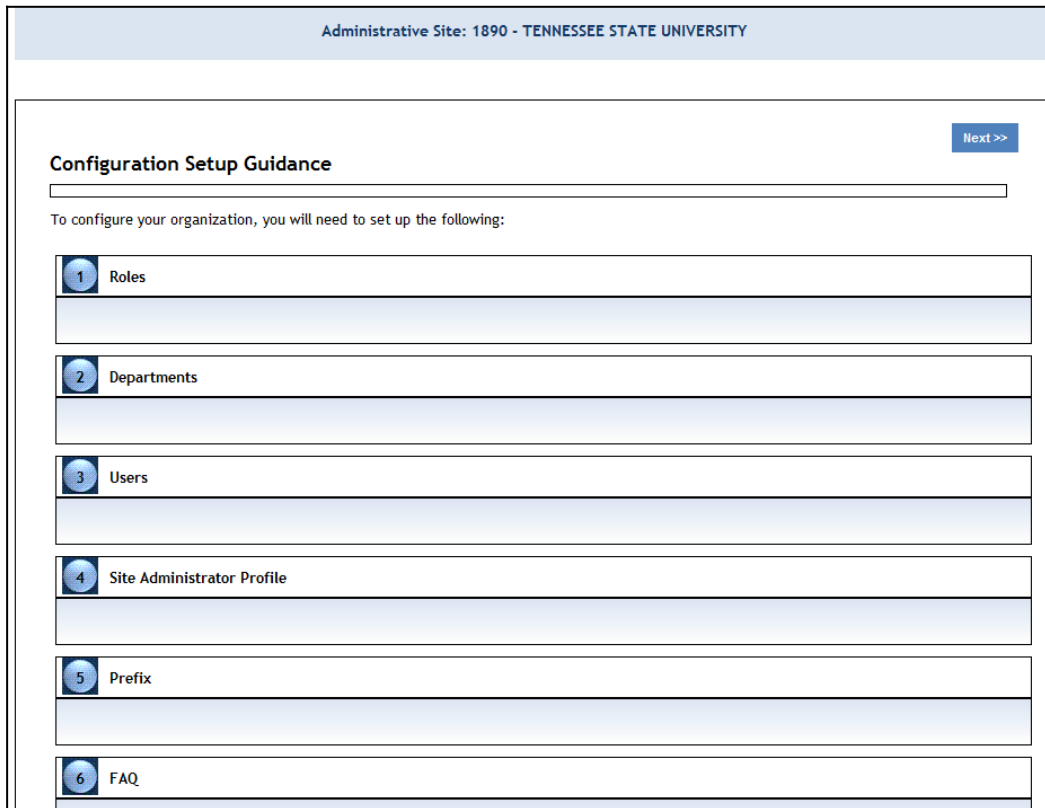 Administrative Site: 1890 - TENNESSEE STATE UNIVERSITY
Next >>
Configuration Setup Guidance
To configure your organization, you will need to set up the following:
1 Roles
2 Departments
3 Users
4 Site Administrator Profile
5 Prefix
6 FAQ